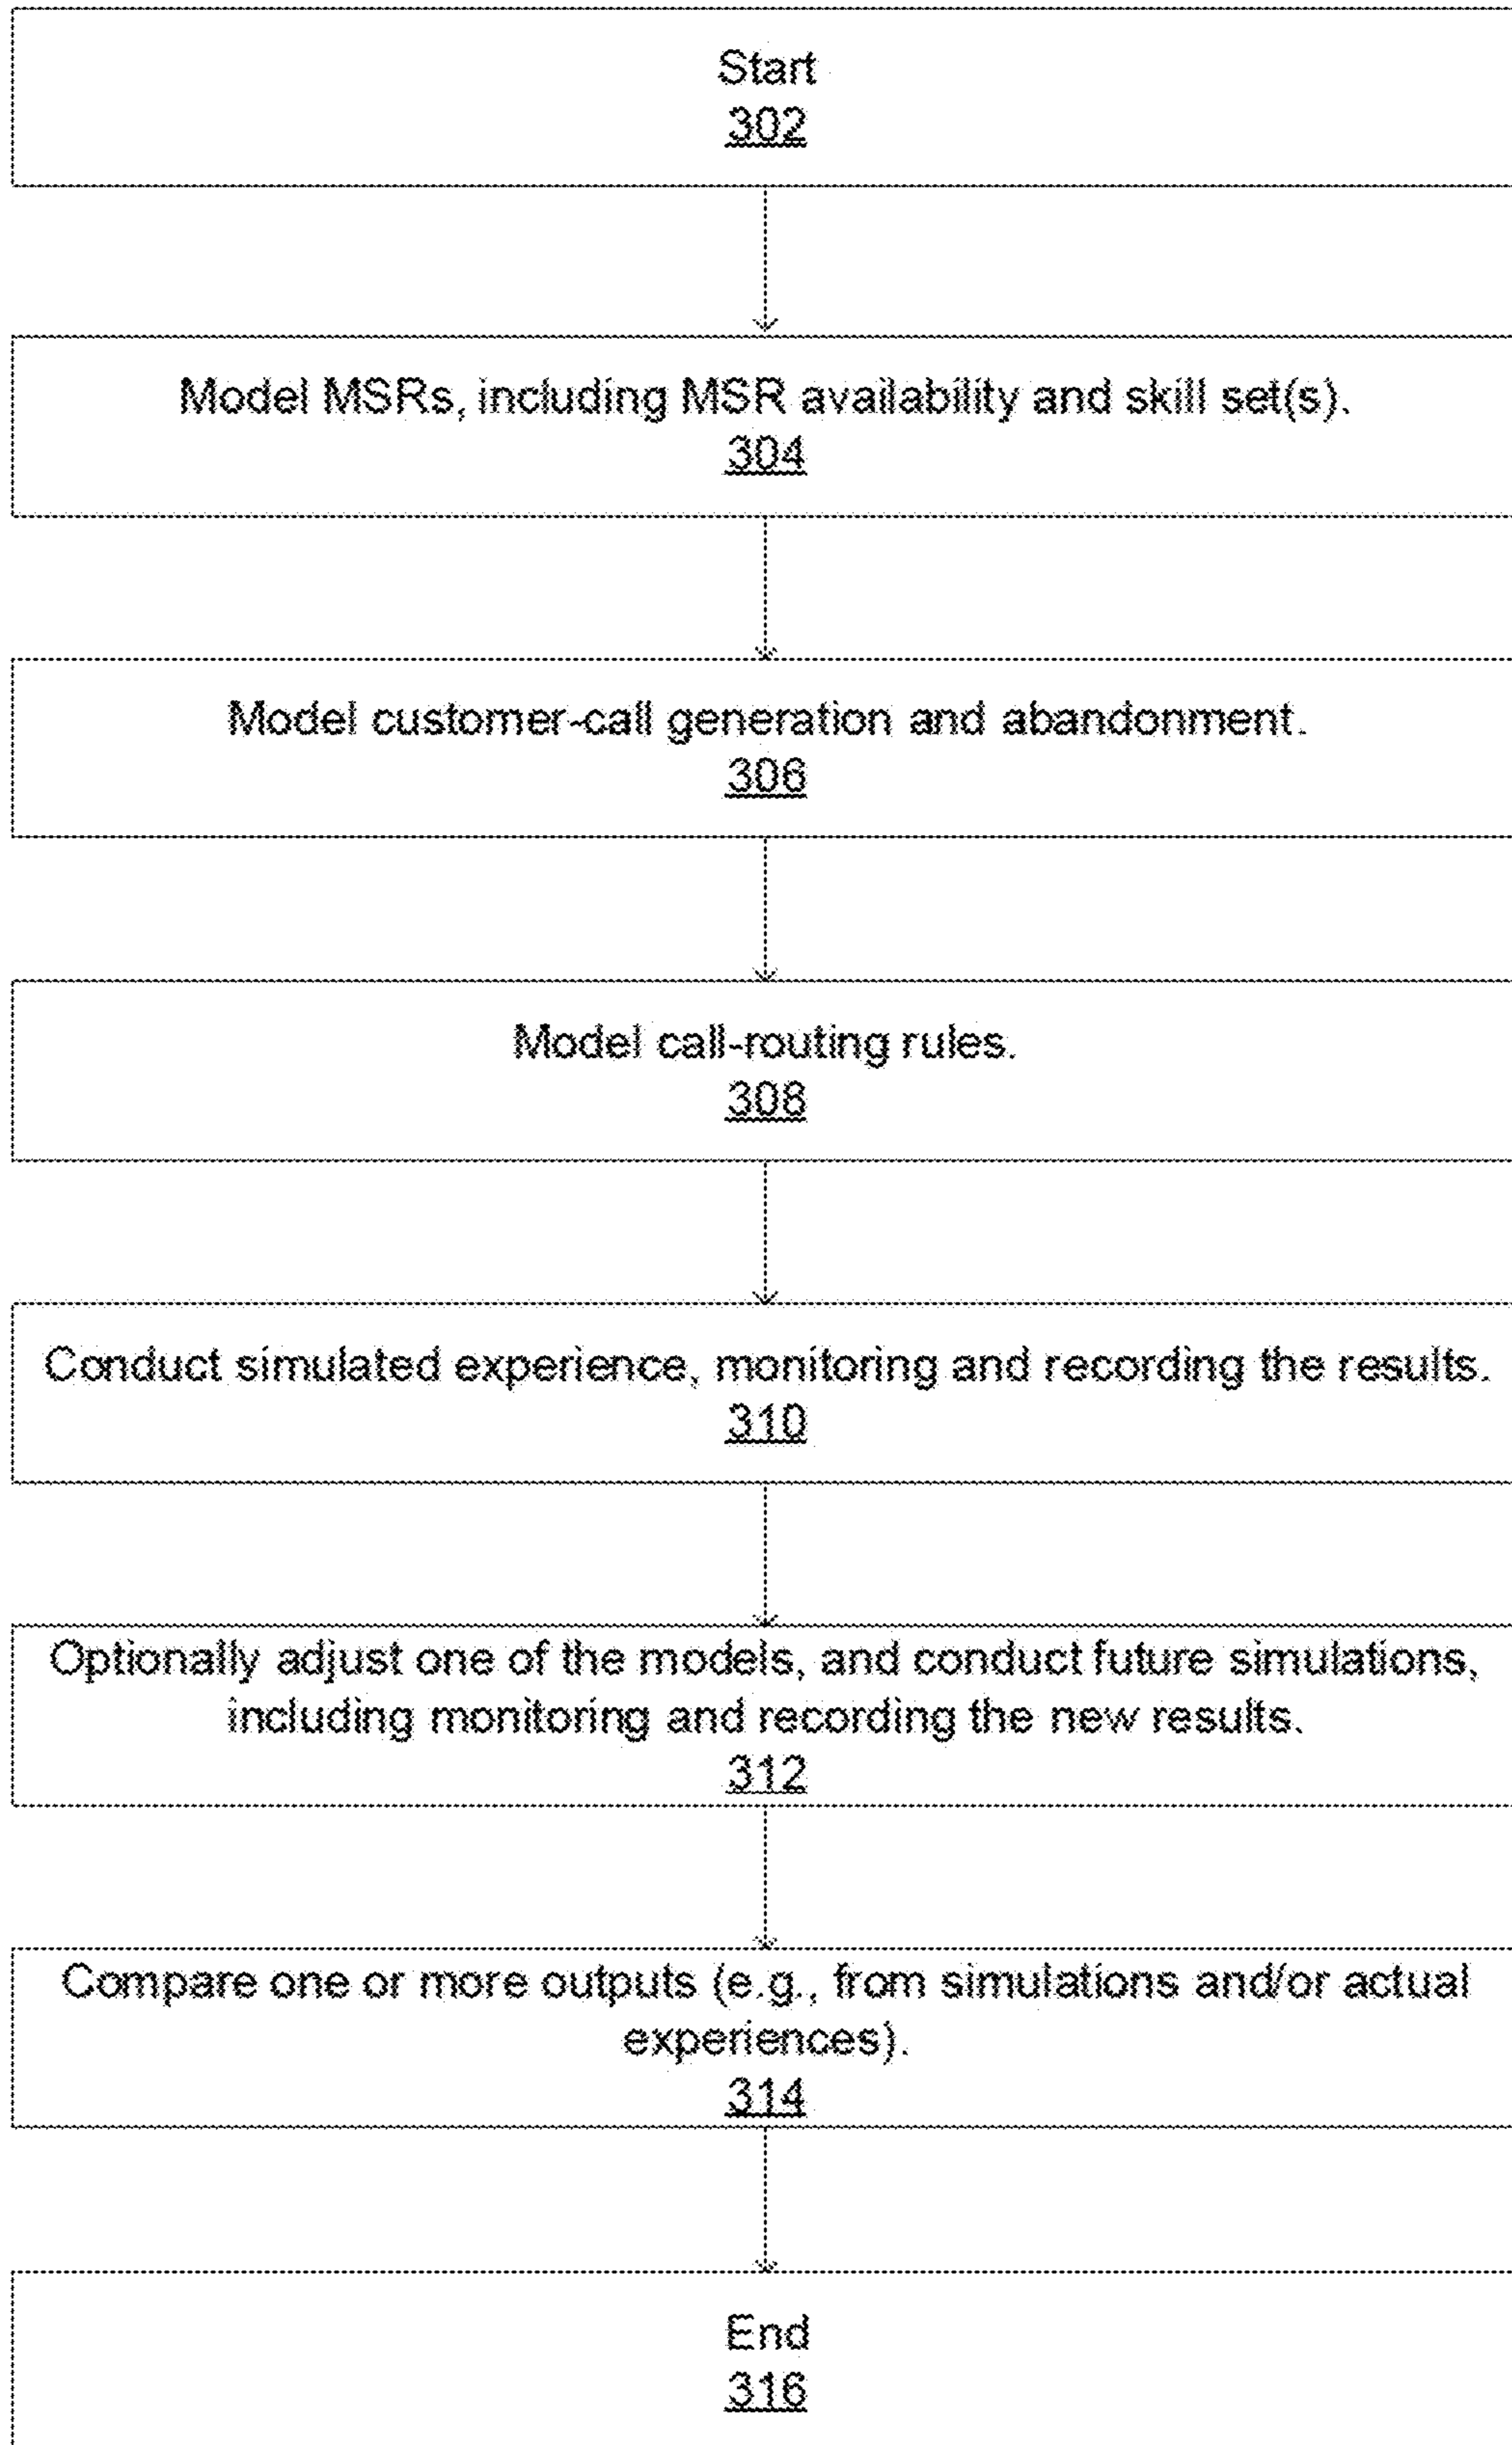 Start
302
Model MSRs, including MSR availability and skill set(s).
304
Model customer-call generation and abandonment.
306
Model call-routing rules.
308
Conduct simulated experience, monitoring and recording the results.
310
Optionally adjust one of the models, and conduct future simulations,
including monitoring and recording the new results.
312
Compare one or more outputs (e.g., from simulations and/or actual
experiences).
314
End
316